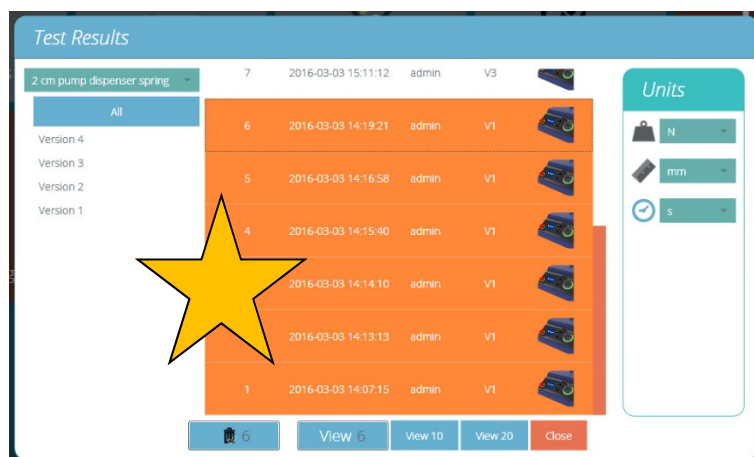 Test Results
2 cm pump dispenser spring
All
Version 4
Version 3
Version 2
Version 1
7 2016-03-03 15:11:12 admin V3
6 2016-03-03 14:19:21 admin V1
5 2016-03-03 14:16:58 admin V1
4 2016-03-03 14:15:40 admin V1
2016-03-03 14:14:10 admin V1
2016-03-03 14:13:13 admin V1
1 2016-03-03 14:07:15 admin V1
6 View 6 View 10 View 20 Close
Units
N
mm
s